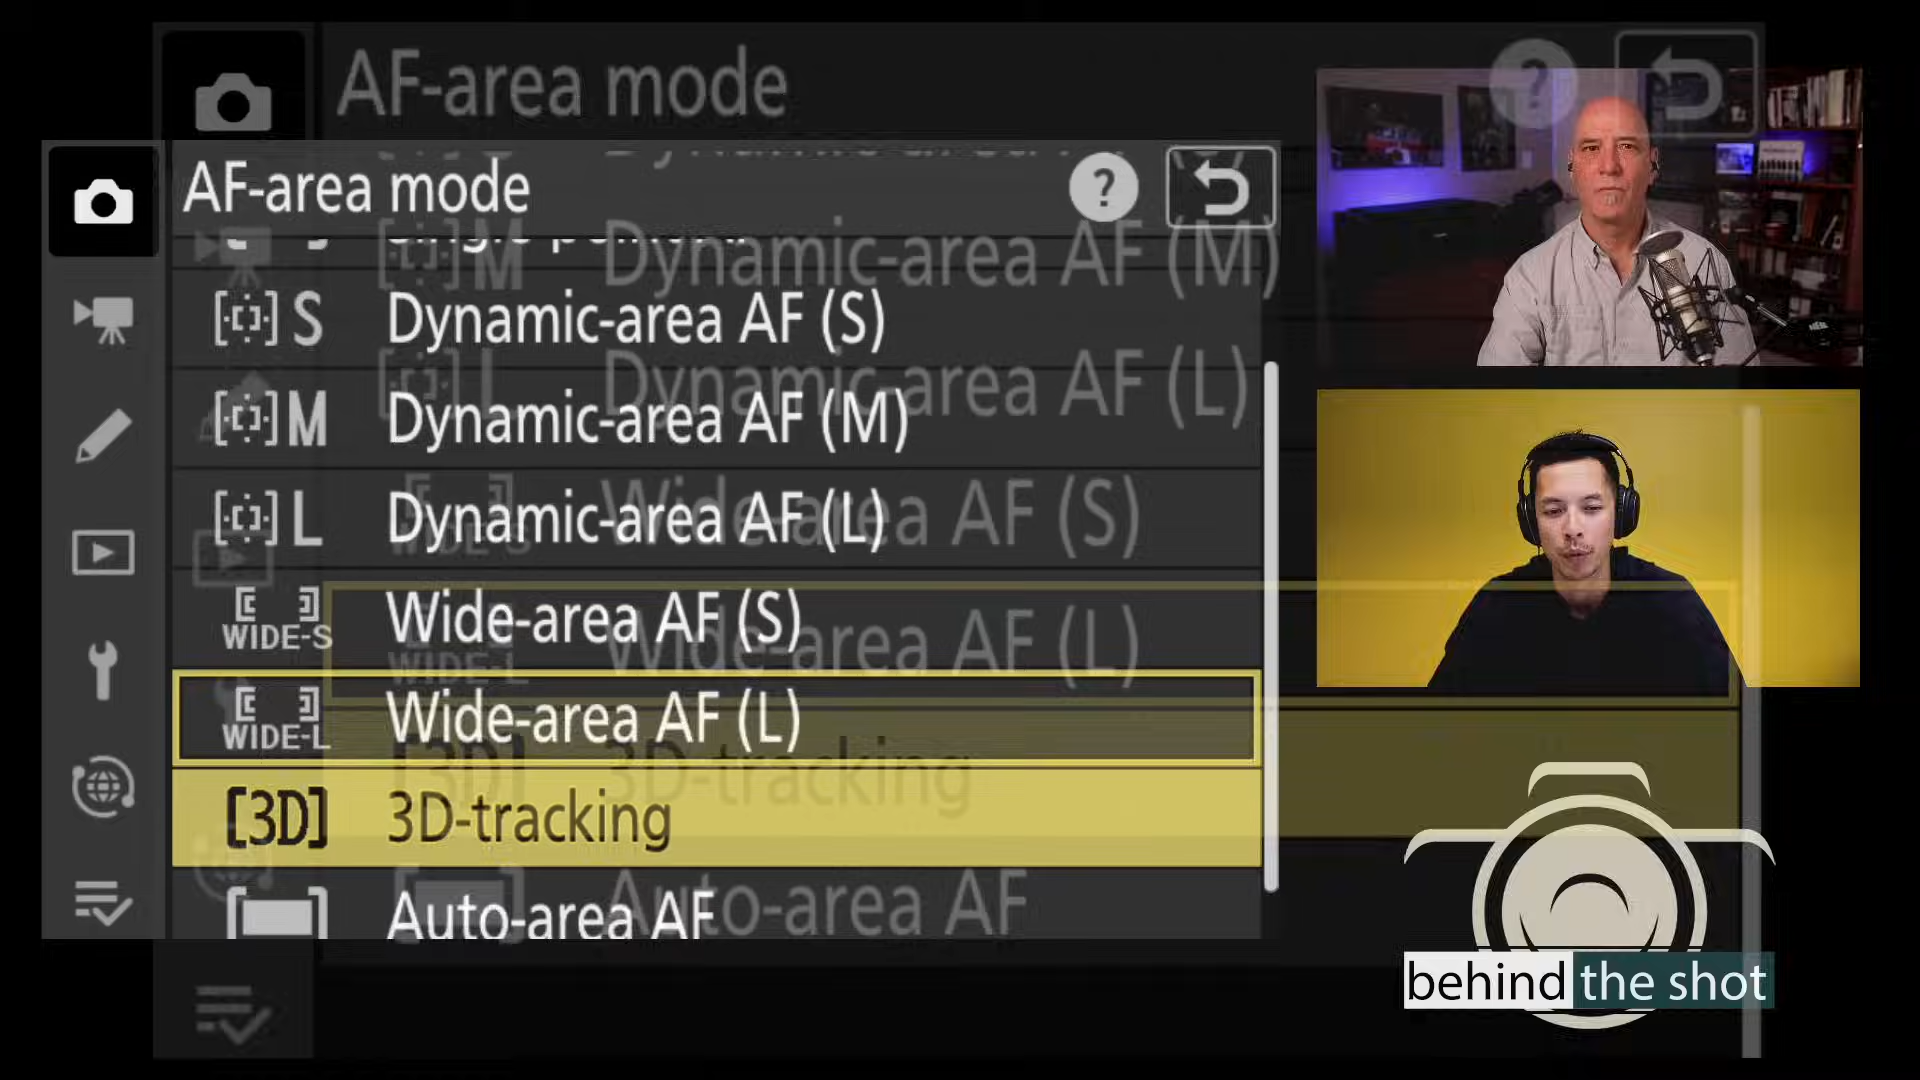 AF-area mode
AF-area mode
?
?
Dynamic-area AF (M)
[ ] S Dynamic-area AF (S)
Dynamic-area AF (L)
[ ] M Dynamic-area AF (M)
Wide-area AF (S)
[ ] L Dynamic-area AF (L)
WIDE-S Wide-area AF (S)
Wide-area AF (L)
WIDE-L Wide-area AF (L)
[3D] 3D-tracking
[3D] 3D-tracking
Auto-area AF
Auto-area AF
behind the shot